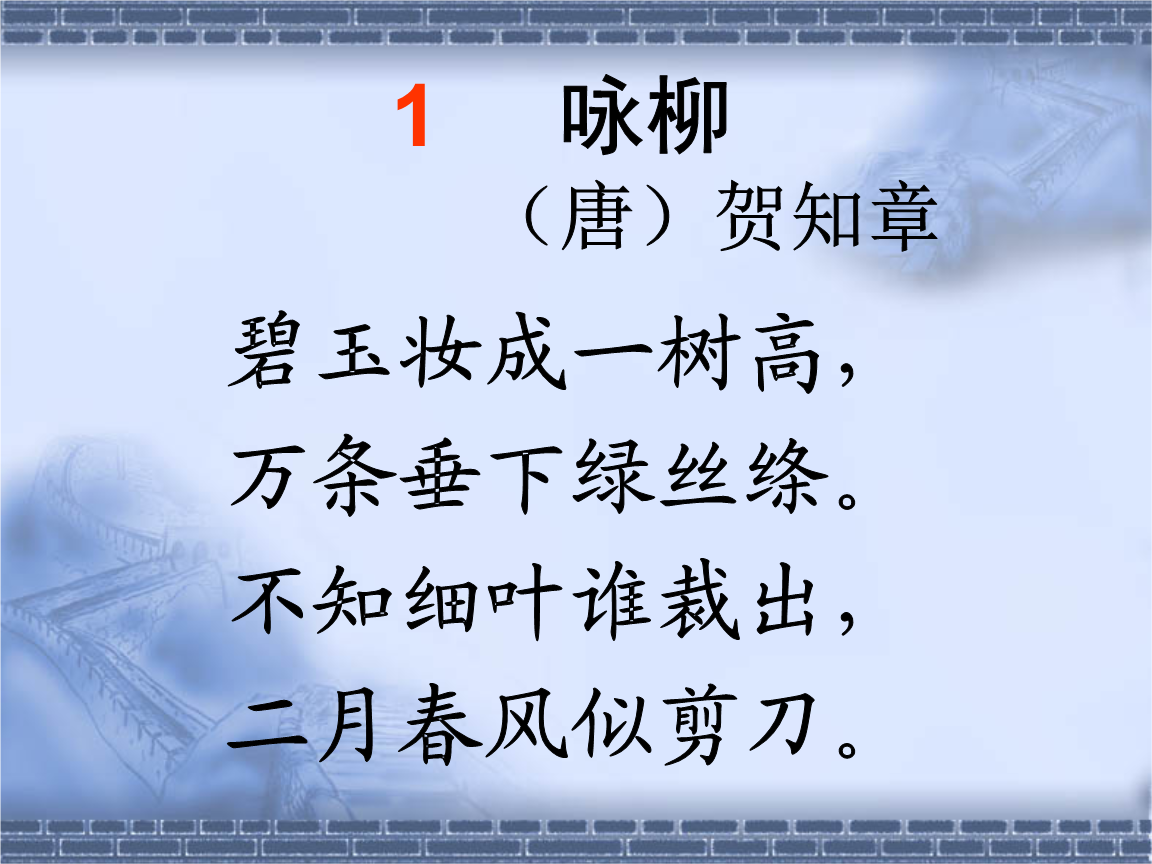 1 咏柳
（唐）贺知章
碧玉妆成一树高，
万条垂下绿丝绦。
不知细叶谁裁出，
二月春风似剪刀。